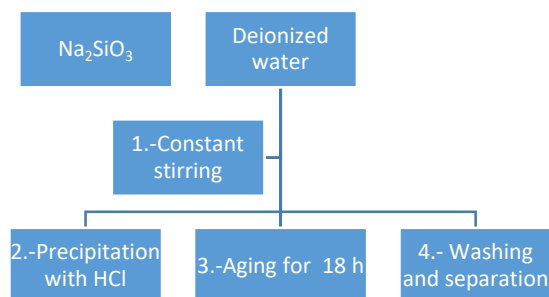 Na₂SiO₃
Deionized
water
1.-Constant
stirring
2.-Precipitation
with HCl
3.-Aging for 18 h
4.- Washing
and separation